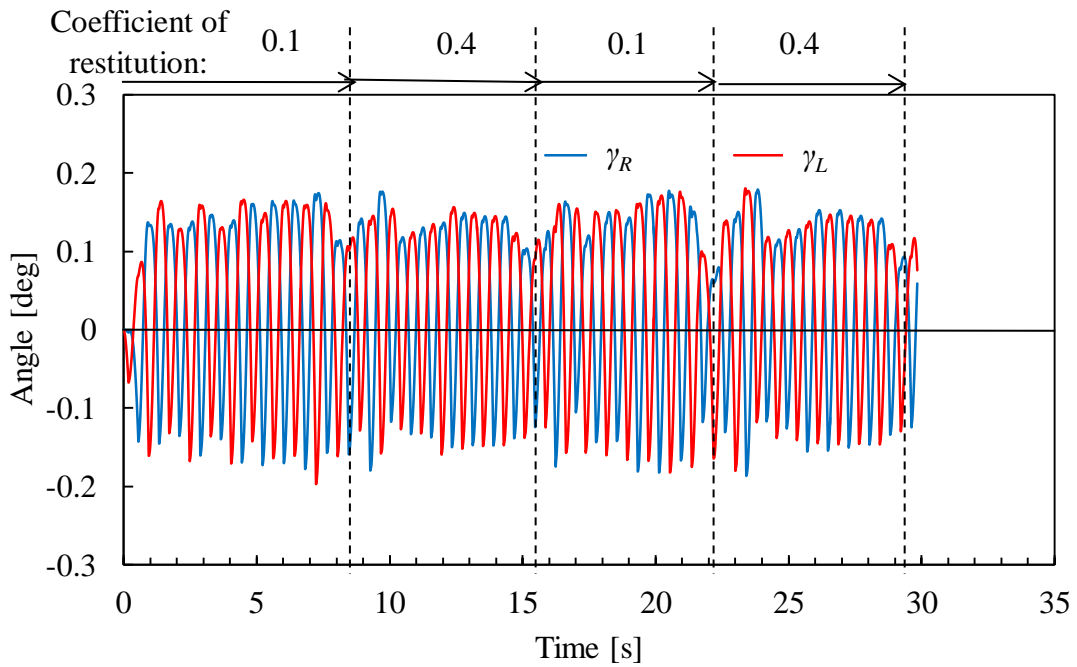 Coefficient of
restitution:
0.1
0.4
0.1
0.4
0.3
0.2
0.1
0
-0.1
-0.2
-0.3
Angle [deg]
γR
γL
0 5 10 15 20 25 30 35
Time [s]